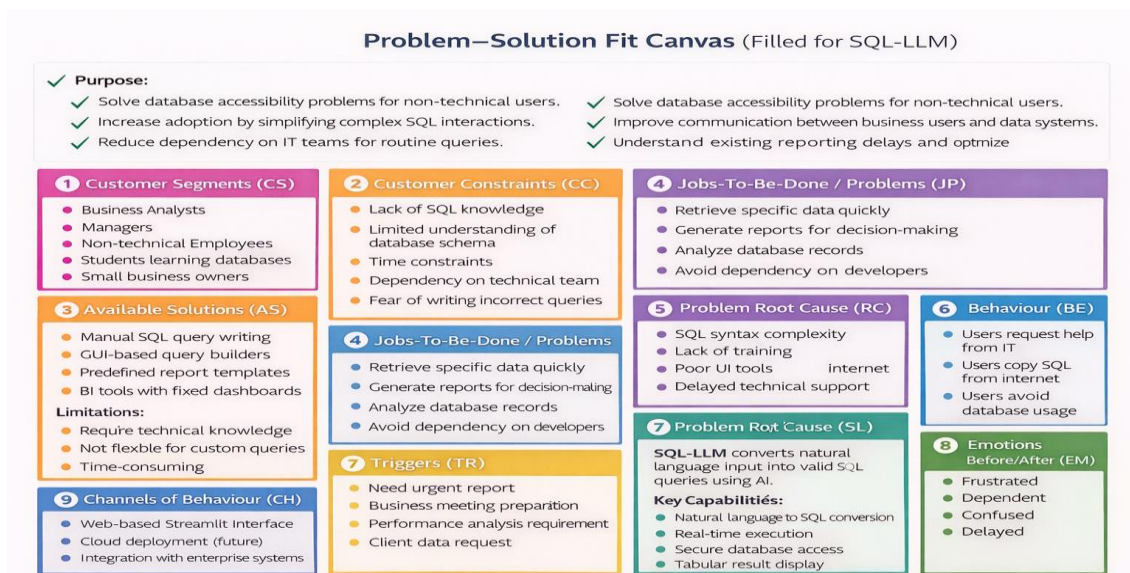 Problem–Solution Fit Canvas (Filled for SQL-LLM)
Purpose:
Solve database accessibility problems for non-technical users.
Increase adoption by simplifying complex SQL interactions.
Reduce dependency on IT teams for routine queries.
Solve database accessibility problems for non-technical users.
Improve communication between business users and data systems.
Understand existing reporting delays and optmize
1 Customer Segments (CS)
Business Analysts
Managers
Non-technical Employees
Students learning databases
Small business owners
2 Customer Constraints (CC)
Lack of SQL knowledge
Limited understanding of
database schema
Time constraints
Dependency on technical team
Fear of writing incorrect queries
4 Jobs-To-Be-Done / Problems (JP)
Retrieve specific data quickly
Generate reports for decision-making
Analyze database records
Avoid dependency on developers
3 Available Solutions (AS)
Manual SQL query writing
GUI-based query builders
Predefined report templates
BI tools with fixed dashboards
Limitations:
Require technical knowledge
Not flexible for custom queries
Time-consuming
4 Jobs-To-Be-Done / Problems
Retrieve specific data quickly
Generate reports for decision-maling
Analyze database records
Avoid dependency on developers
5 Problem Root Cause (RC)
SQL syntax complexity
Lack of training
Poor UI tools internet
Delayed technical support
6 Behaviour (BE)
Users request help
from IT
Users copy SQL
from internet
Users avoid
database usage
7 Problem Root Cause (SL)
SQL-LLM converts natural
language input into valid SQL
queries using AI.
Key Capabilitiés:
Natural language to SQL conversion
Real-time execution
Secure database access
Tabular result display
8 Emotions
Before/After (EM)
Frustrated
Dependent
Confused
Delayed
9 Channels of Behaviour (CH)
Web-based Streamlit Interface
Cloud deployment (future)
Integration with enterprise systems
7 Triggers (TR)
Need urgent report
Business meeting preparation
Performance analysis requirement
Client data request